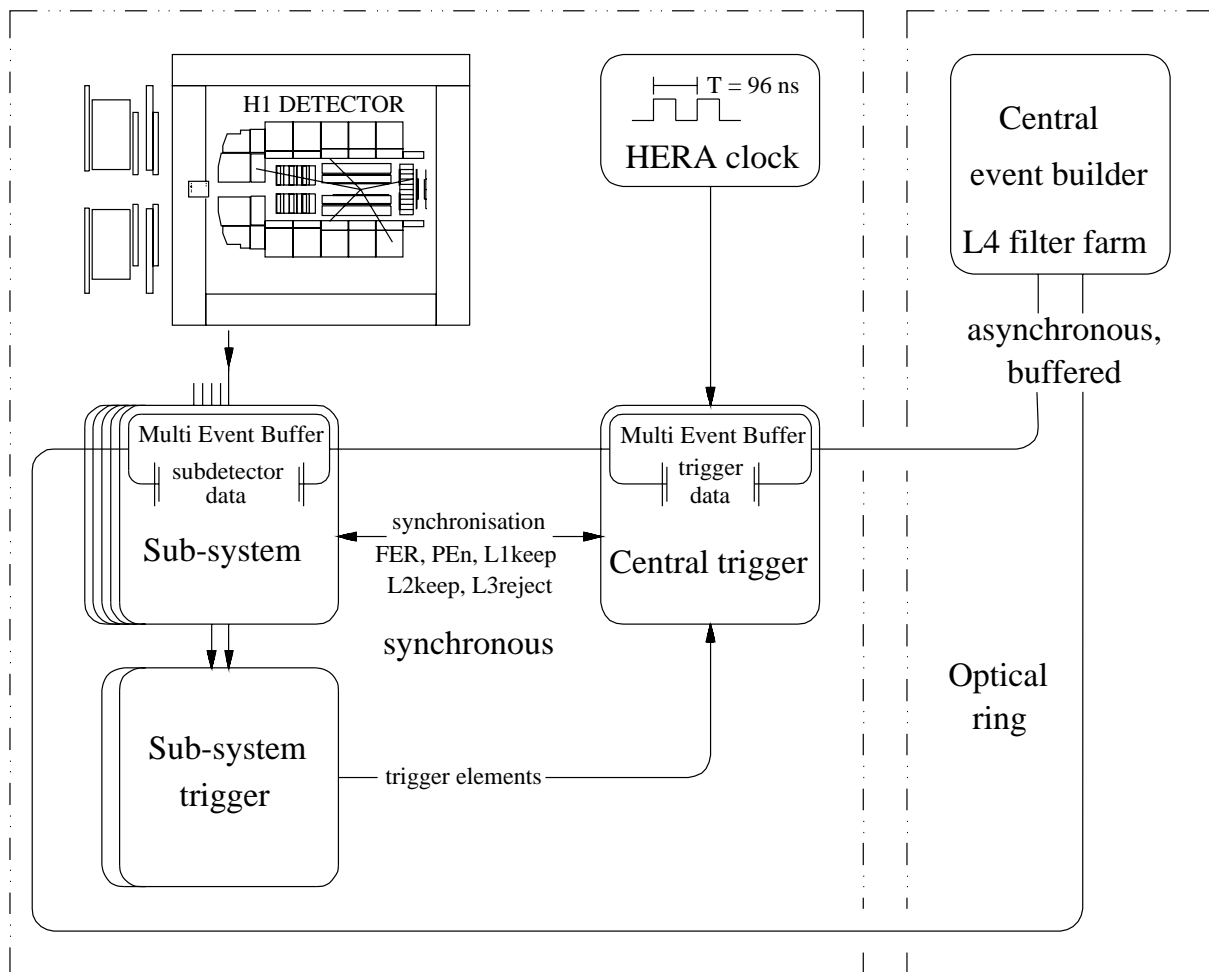 H1 DETECTOR
T = 96 ns
HERA clock
Central
event builder
L4 filter farm
asynchronous,
buffered
Multi Event Buffer
subdetector
data
Sub-system
synchronisation
FER, PEn, L1keep
L2keep, L3reject
synchronous
Multi Event Buffer
trigger
data
Central trigger
Sub-system
trigger
trigger elements
Optical
ring